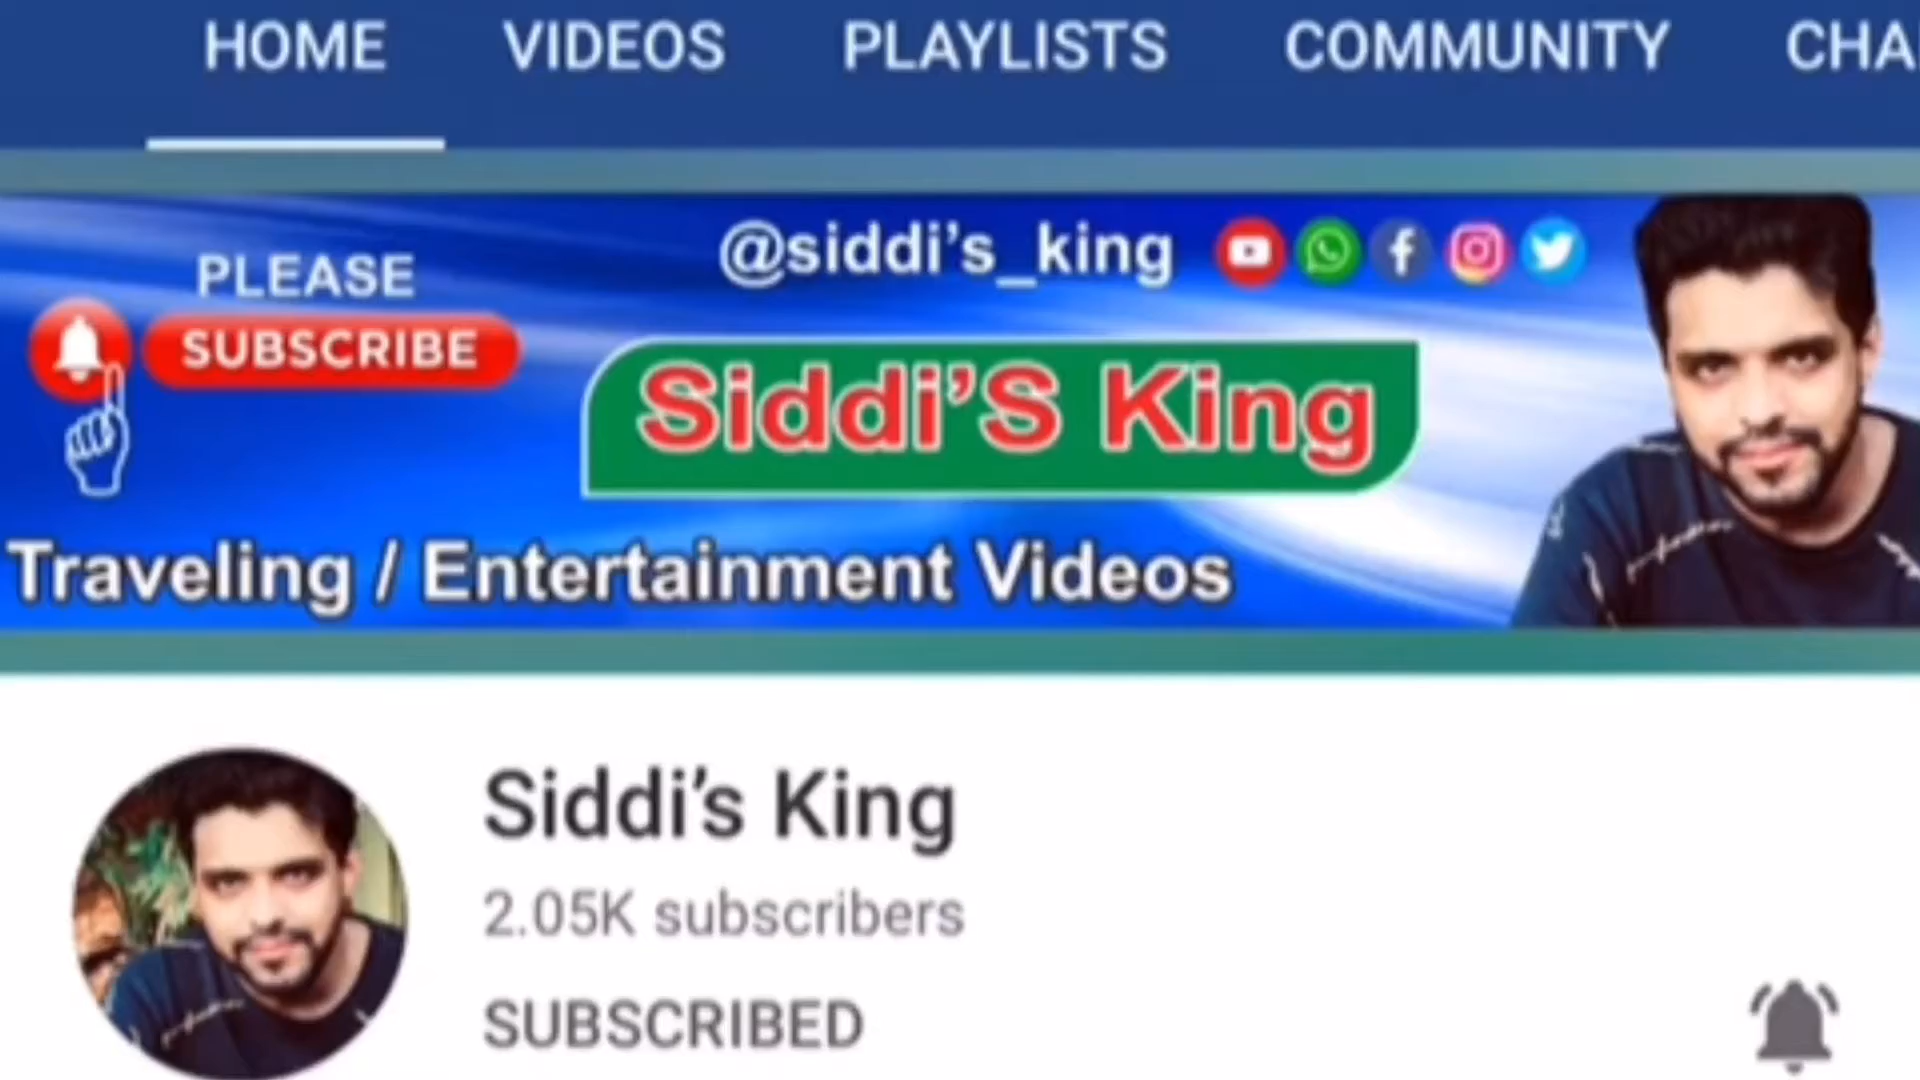 HOME VIDEOS PLAYLISTS COMMUNITY CHA
@siddi's_king
PLEASE
SUBSCRIBE
Siddi'S King
Traveling / Entertainment Videos
Siddi's King
2.05K subscribers
SUBSCRIBED